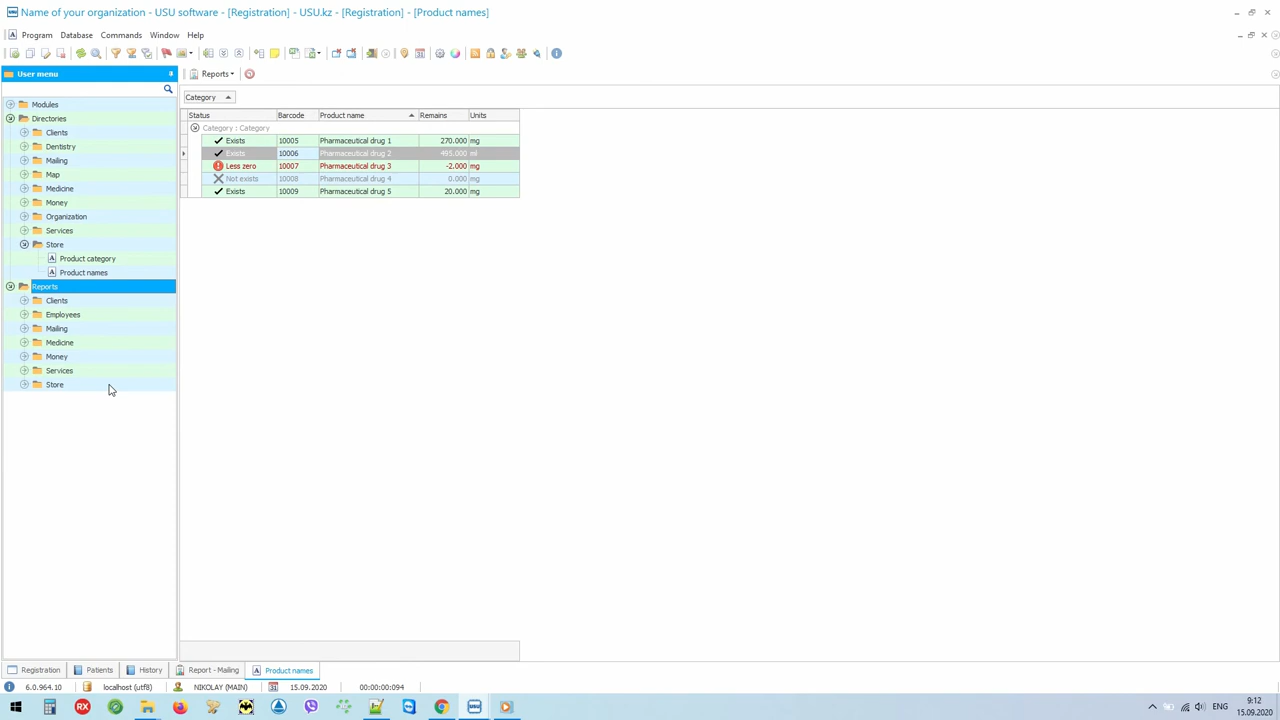 Name of your organization - USU software - [Registration] - USU.kz - [Registration] - [Product names]
Program Database Commands Window Help
User menu
Reports
Modules
Directories
Clients
Dentistry
Mailing
Map
Medicine
Money
Organization
Services
Store
Product category
Product names
Reports
Clients
Employees
Mailing
Medicine
Money
Services
Store
Category
Status Barcode Product name Remains Units
Category : Category
Exists 10005 Pharmaceutical drug 1 270.000 mg
Exists 10006 Pharmaceutical drug 2 495.000 ml
Less zero 10007 Pharmaceutical drug 3 -2.000 mg
Not exists 10008 Pharmaceutical drug 4 0.000 mg
Exists 10009 Pharmaceutical drug 5 20.000 mg
Registration Patients History Report - Mailing Product names
6.0.964.10 localhost (utf8) NIKOLAY (MAIN) 31 15.09.2020 00:00:00:094
RX USU ENG 9:12
15.09.2020